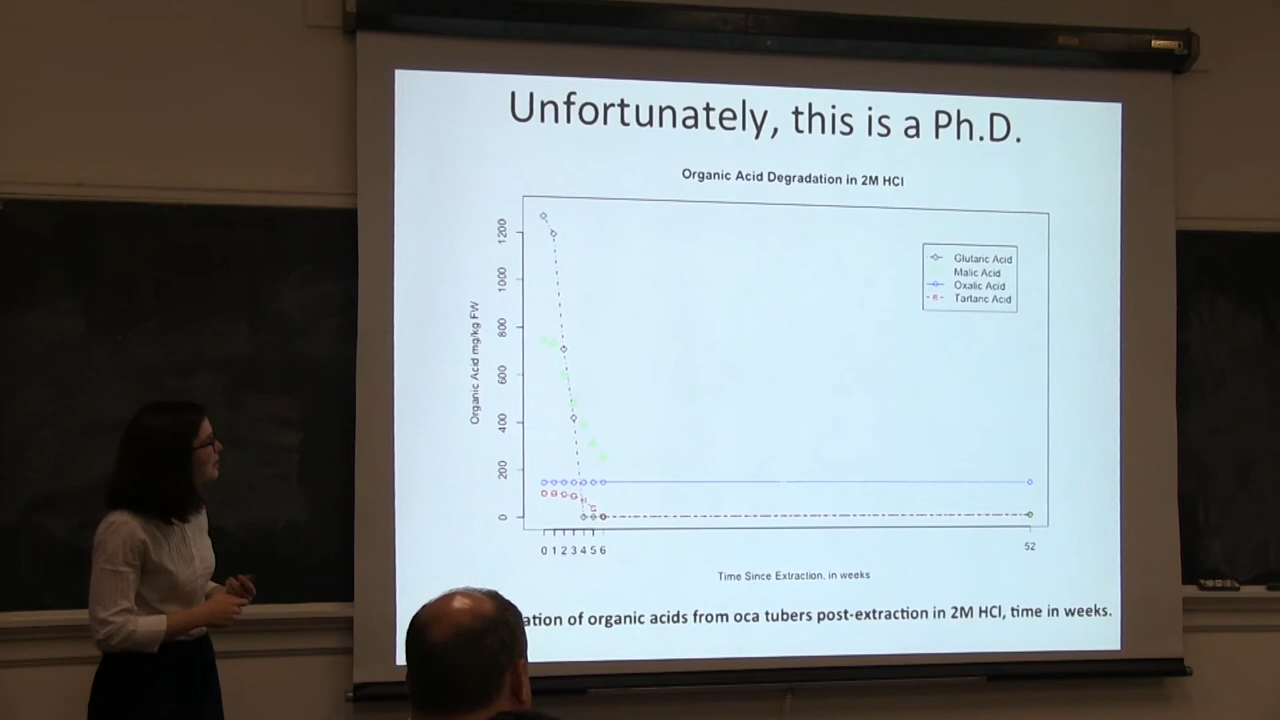 Unfortunately, this is a Ph.D.
Organic Acid Degradation in 2M HCl
Organic Acid mg/kg FW
1200
1000
800
600
400
200
0
Glutaric Acid
Malic Acid
Oxalic Acid
Tartaric Acid
0 1 2 3 4 5 6
52
Time Since Extraction, in weeks
ation of organic acids from oca tubers post-extraction in 2M HCl, time in weeks.